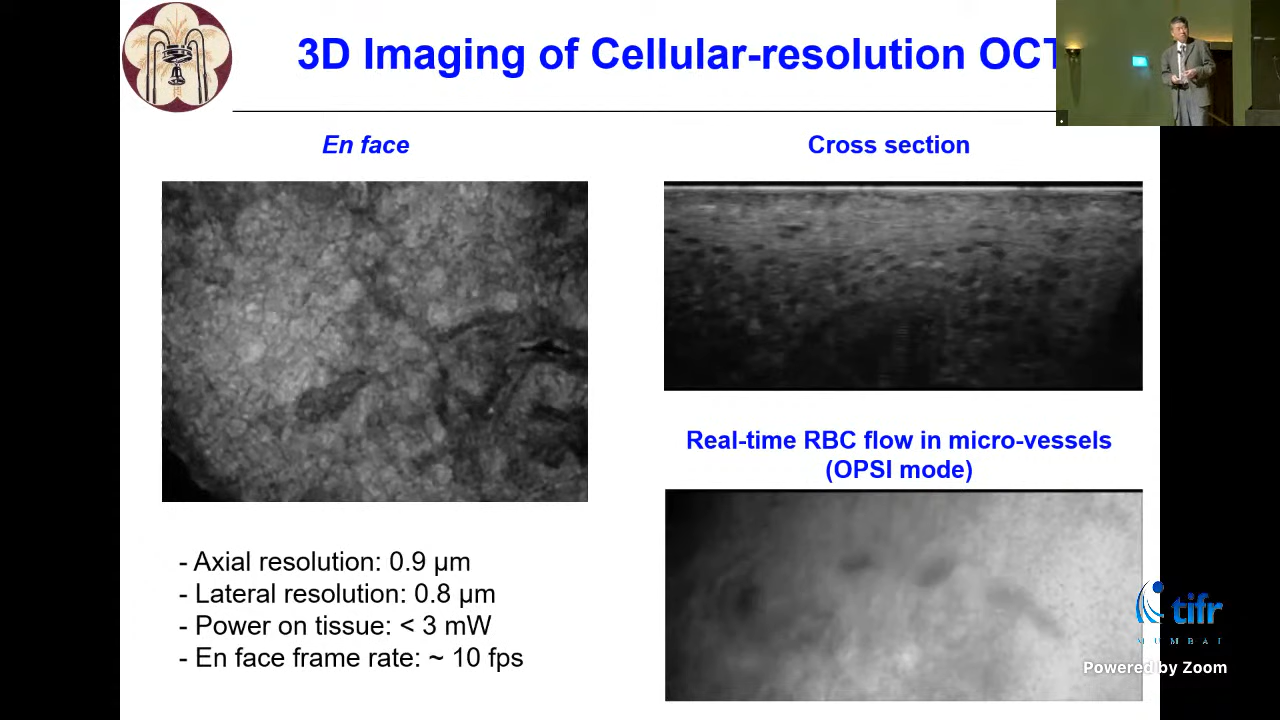 3D Imaging of Cellular-resolution OCT
En face
Cross section
Real-time RBC flow in micro-vessels
(OPSI mode)
- Axial resolution: 0.9 μm
- Lateral resolution: 0.8 μm
- Power on tissue: < 3 mW
- En face frame rate: ~ 10 fps
tifr
MUMBAI
Powered by Zoom